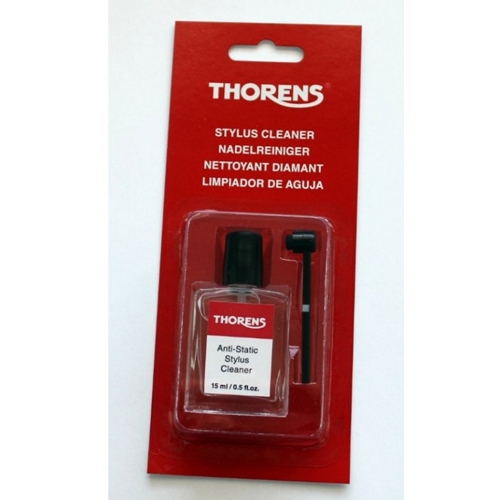 THORENS
STYLUS CLEANER
NADELREINIGER
NETTOYANT DIAMANT
LIMPIADOR DE AGUJA
THORENS
Anti-Static
Stylus
Cleaner
15 ml / 0.5 fl.oz.